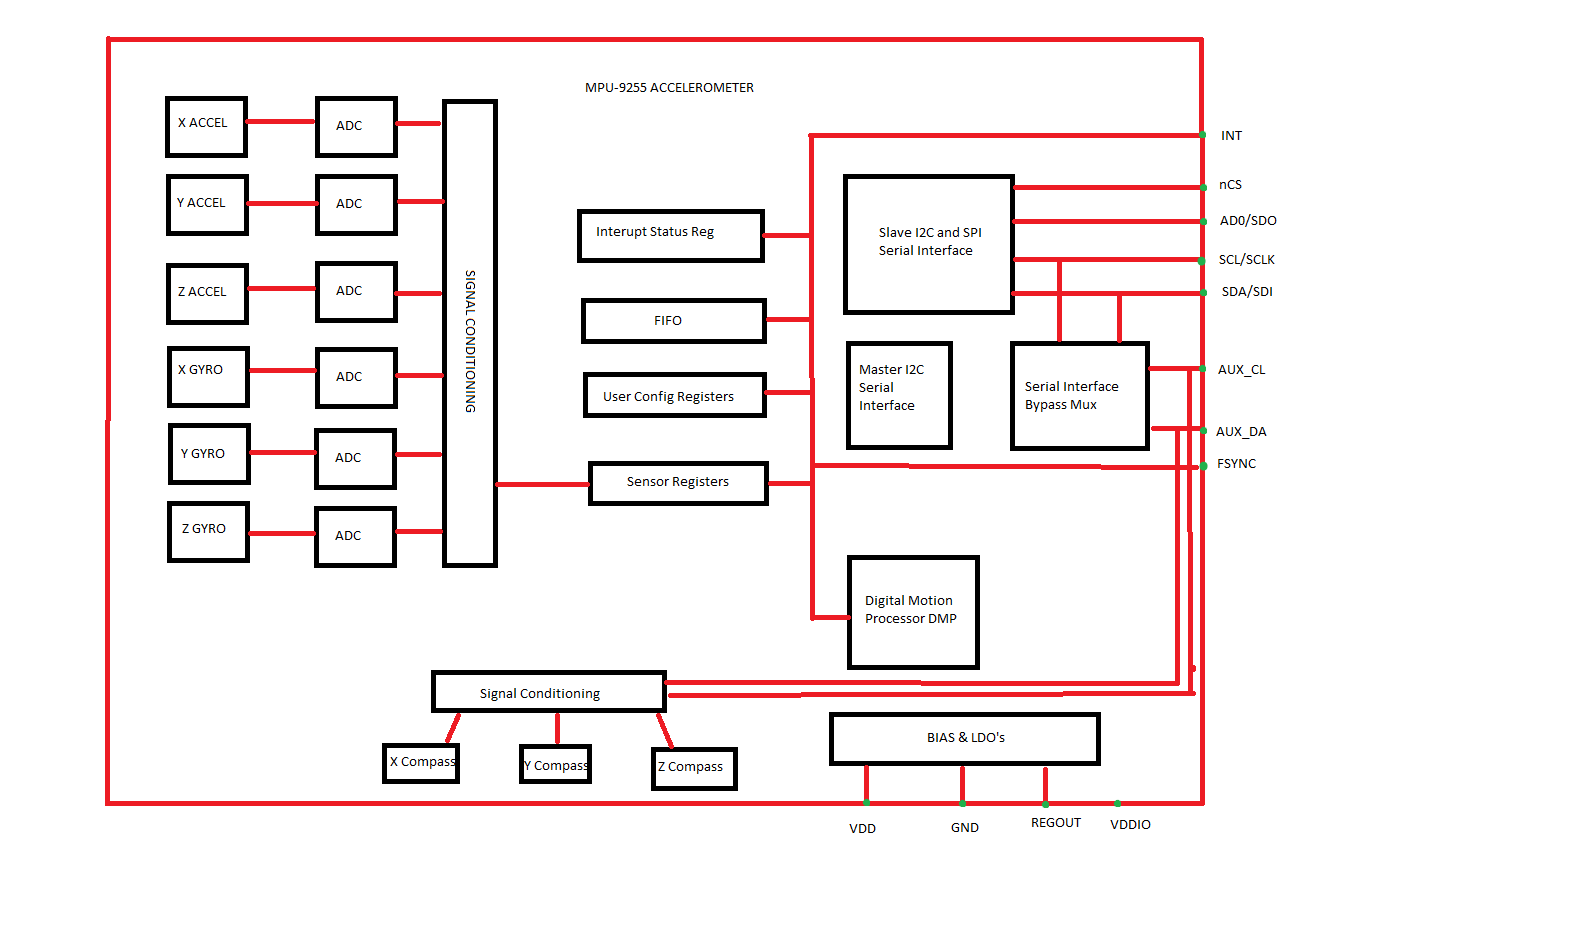 MPU-9255 ACCELEROMETER
X ACCEL
ADC
Y ACCEL
ADC
Z ACCEL
ADC
X GYRO
ADC
Y GYRO
ADC
Z GYRO
ADC
SIGNAL CONDITIONING
Interupt Status Reg
FIFO
User Config Registers
Sensor Registers
Slave I2C and SPI
Serial Interface
Master I2C
Serial
Interface
Serial Interface
Bypass Mux
Digital Motion
Processor DMP
INT
nCS
AD0/SDO
SCL/SCLK
SDA/SDI
AUX_CL
AUX_DA
FSYNC
Signal Conditioning
X Compass
Y Compass
Z Compass
BIAS & LDO's
VDD
GND
REGOUT
VDDIO